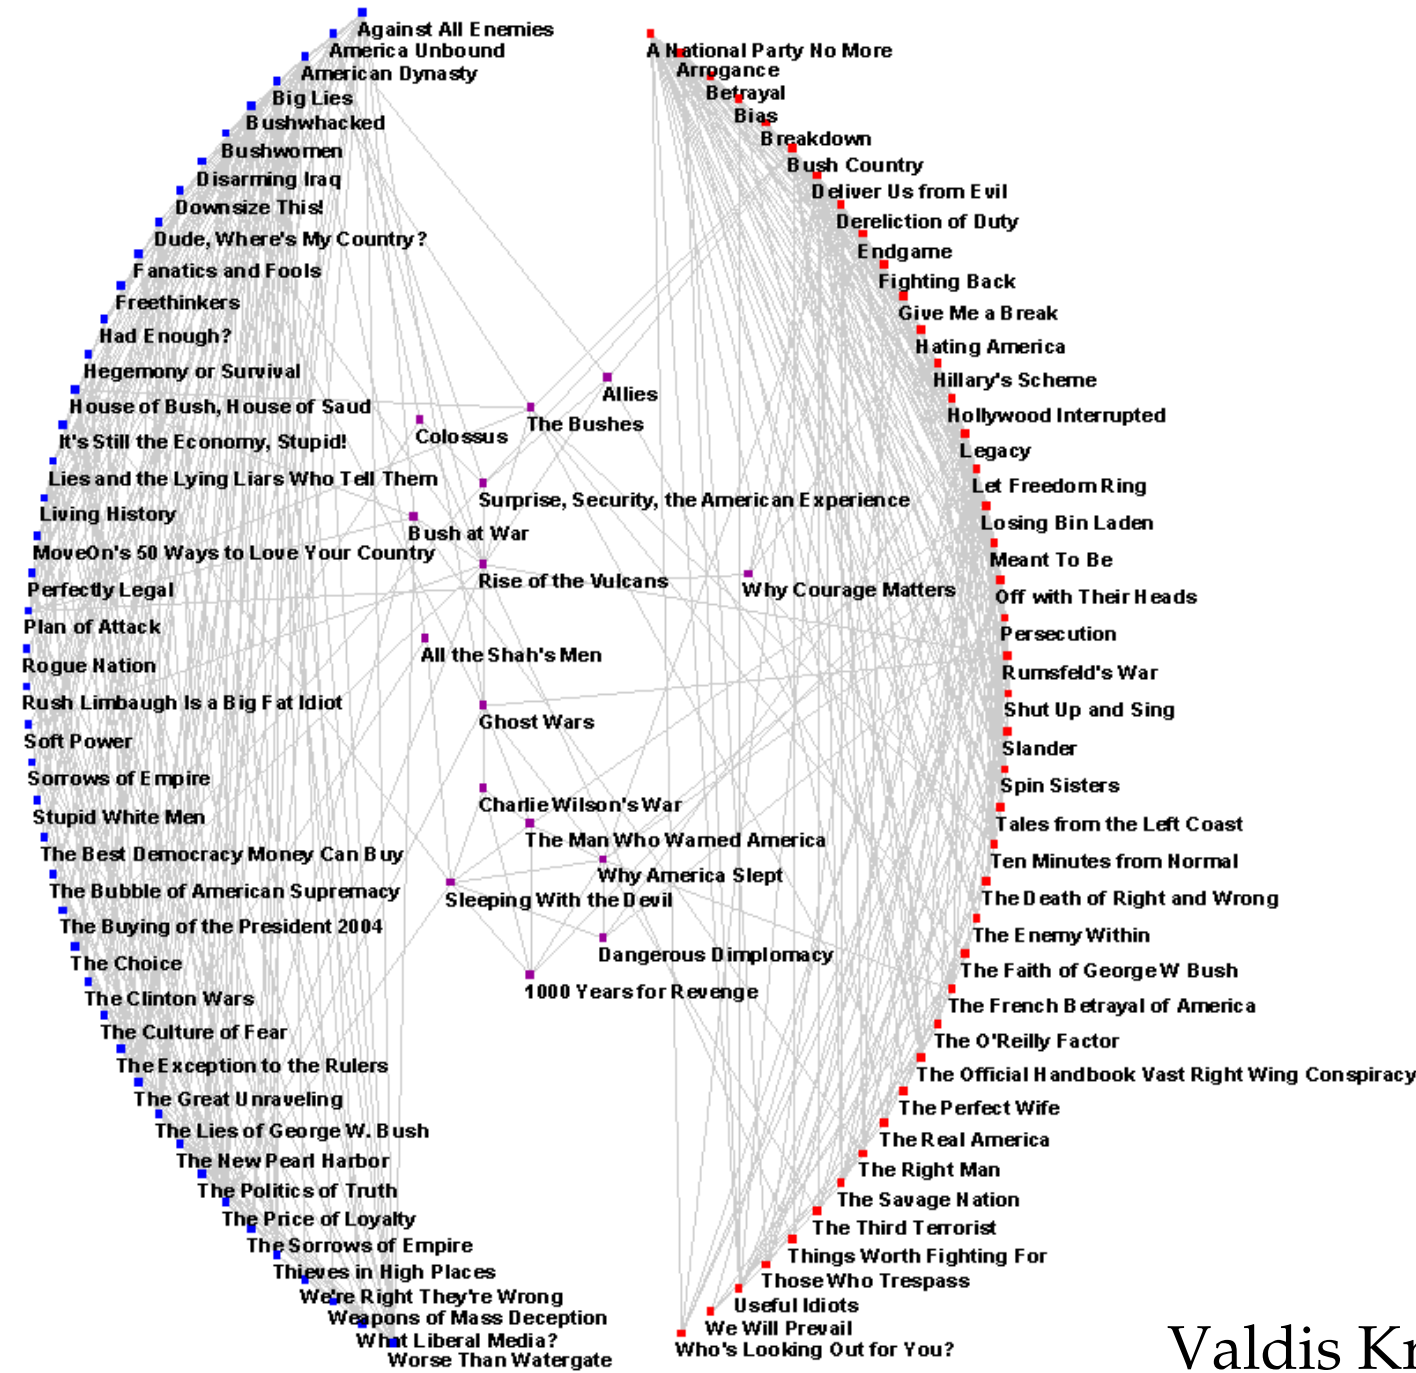 Against All Enemies
America Unbound
American Dynasty
Big Lies
Bushwhacked
Bushwomen
Disarming Iraq
Downsize This!
Dude, Where's My Country?
Fanatics and Fools
Freethinkers
Had Enough?
Hegemony or Survival
House of Bush, House of Saud
It's Still the Economy, Stupid!
Lies and the Lying Liars Who Tell Them
Living History
MoveOn's 50 Ways to Love Your Country
Perfectly Legal
Plan of Attack
Rogue Nation
Rush Limbaugh Is a Big Fat Idiot
Soft Power
Sorrows of Empire
Stupid White Men
The Best Democracy Money Can Buy
The Bubble of American Supremacy
The Buying of the President 2004
The Choice
The Clinton Wars
The Culture of Fear
The Exception to the Rulers
The Great Unraveling
The Lies of George W. Bush
The New Pearl Harbor
The Politics of Truth
The Price of Loyalty
The Sorrows of Empire
Thieves in High Places
We're Right They're Wrong
Weapons of Mass Deception
What Liberal Media?
Worse Than Watergate
Allies
The Bushes
Colossus
Surprise, Security, the American Experience
Bush at War
Rise of the Vulcans
Why Courage Matters
All the Shah's Men
Ghost Wars
Charlie Wilson's War
The Man Who Warned America
Why America Slept
Sleeping With the Devil
Dangerous Dimplomacy
1000 Years for Revenge
A National Party No More
Arrogance
Betrayal
Bias
Breakdown
Bush Country
Deliver Us from Evil
Dereliction of Duty
Endgame
Fighting Back
Give Me a Break
Hating America
Hillary's Scheme
Hollywood Interrupted
Legacy
Let Freedom Ring
Losing Bin Laden
Meant To Be
Off with Their Heads
Persecution
Rumsfeld's War
Shut Up and Sing
Slander
Spin Sisters
Tales from the Left Coast
Ten Minutes from Normal
The Death of Right and Wrong
The Enemy Within
The Faith of George W Bush
The French Betrayal of America
The O'Reilly Factor
The Official Handbook Vast Right Wing Conspiracy
The Perfect Wife
The Real America
The Right Man
The Savage Nation
The Third Terrorist
Things Worth Fighting For
Those Who Trespass
Useful Idiots
We Will Prevail
Who's Looking Out for You?
Valdis Kr